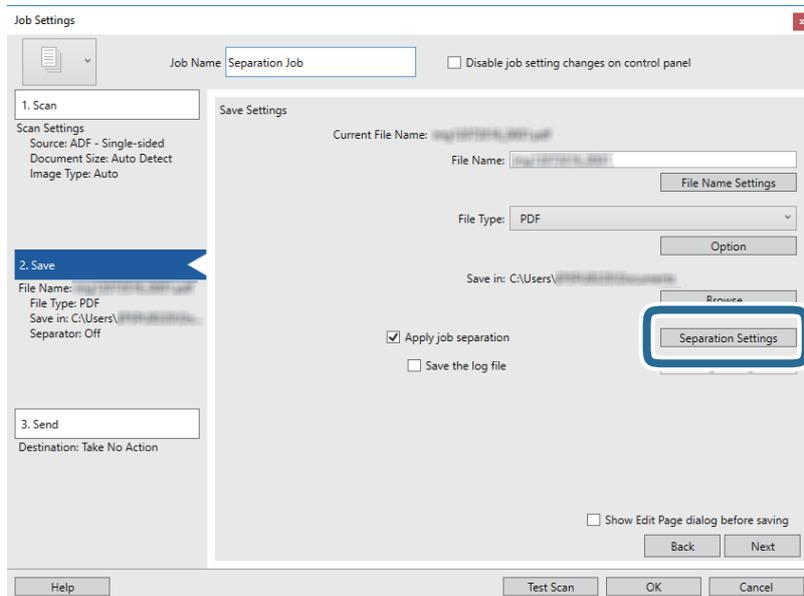 Job Settings
Job Name Separation Job
Disable job setting changes on control panel
1. Scan
Scan Settings
Source: ADF - Single-sided
Document Size: Auto Detect
Image Type: Auto
2. Save
File Name:
File Type: PDF
Save in: C:\Users\
Separator: Off
3. Send
Destination: Take No Action
Save Settings
Current File Name:
File Name:
File Name Settings
File Type: PDF
Option
Save in: C:\Users\
Browse
Apply job separation
Separation Settings
Save the log file
Show Edit Page dialog before saving
Back Next
Help Test Scan OK Cancel